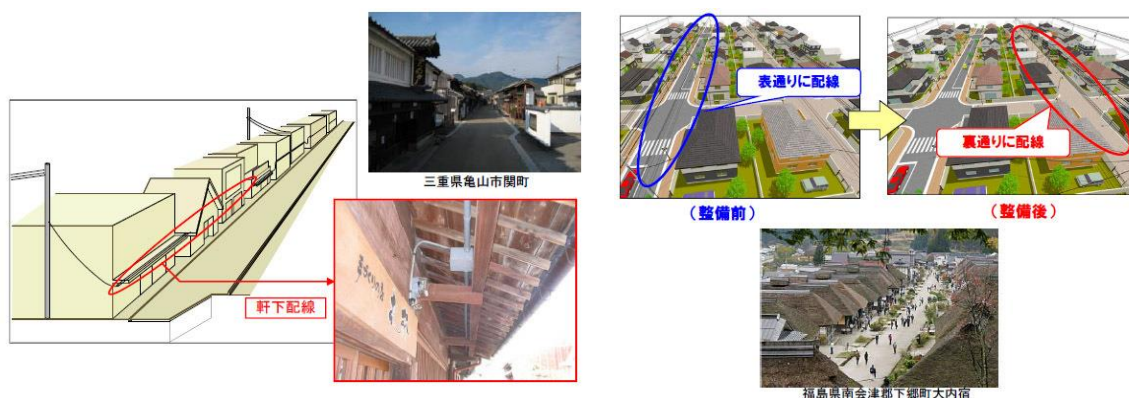 三重県亀山市関町
軒下配線
表通りに配線
裏通りに配線
（整備前）
（整備後）
福島県南会津郡下郷町大内宿